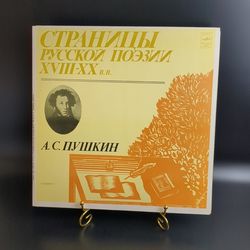 СТРАНИЦЫ
РУССКОЙ ПОЭЗИИ
XVIII-XX В.В.
А.С.ПУШКИН